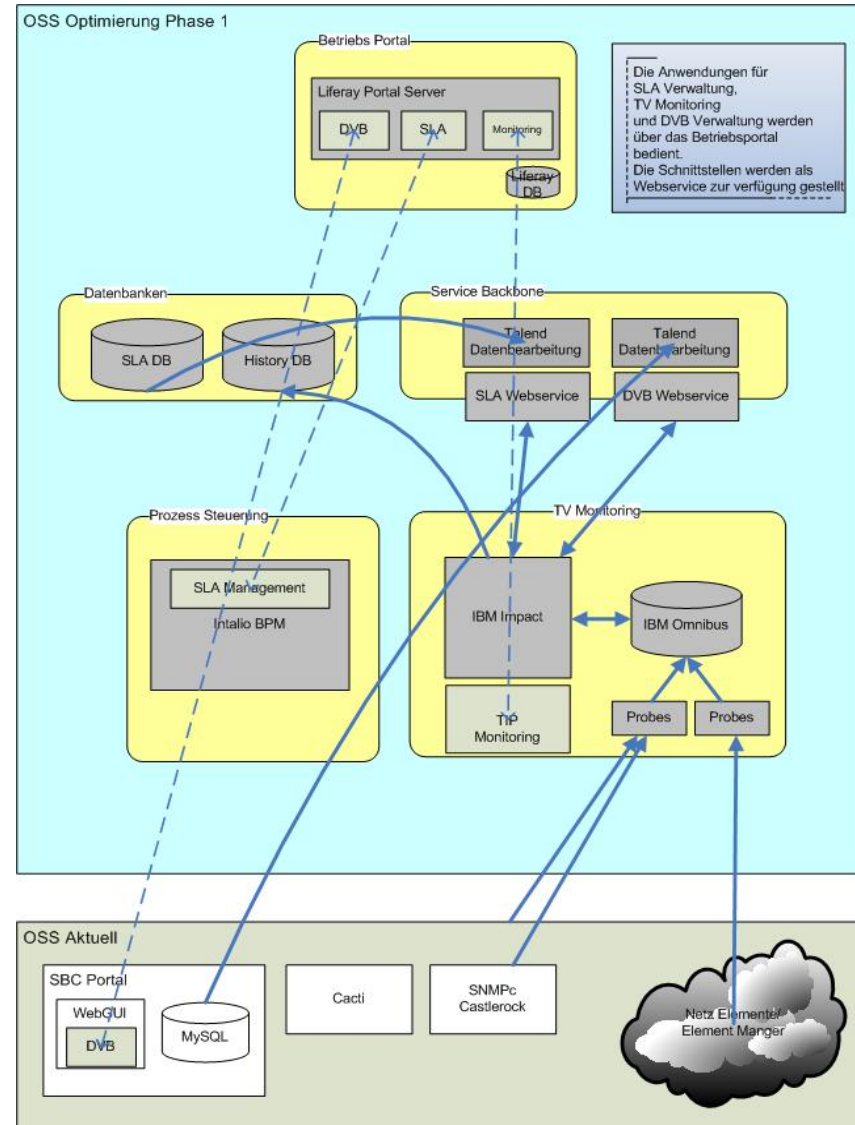 OSS Optimierung Phase 1
Betriebs Portal
Liferay Portal Server
DVB
SLA
Monitoring
Liferay
DB
Die Anwendungen für
SLA Verwaltung,
TV Monitoring
und DVB Verwaltung werden
über das Betriebsportal
bedient.
Die Schnittstellen werden als
Webservice zur verfügung gestellt
Datenbanken
SLA DB
History DB
Service Backbone
Talend
Datenbearbeitung
Talend
Datenbearbeitung
SLA Webservice
DVB Webservice
Prozess Steuerung
SLA Management
Intalio BPM
TV Monitoring
IBM Impact
IBM Omnibus
TIP
Monitoring
Probes
Probes
OSS Aktuell
SBC Portal
WebGUI
DVB
MySQL
Cacti
SNMPc
Castlerock
Netz Elemente/
Element Manger